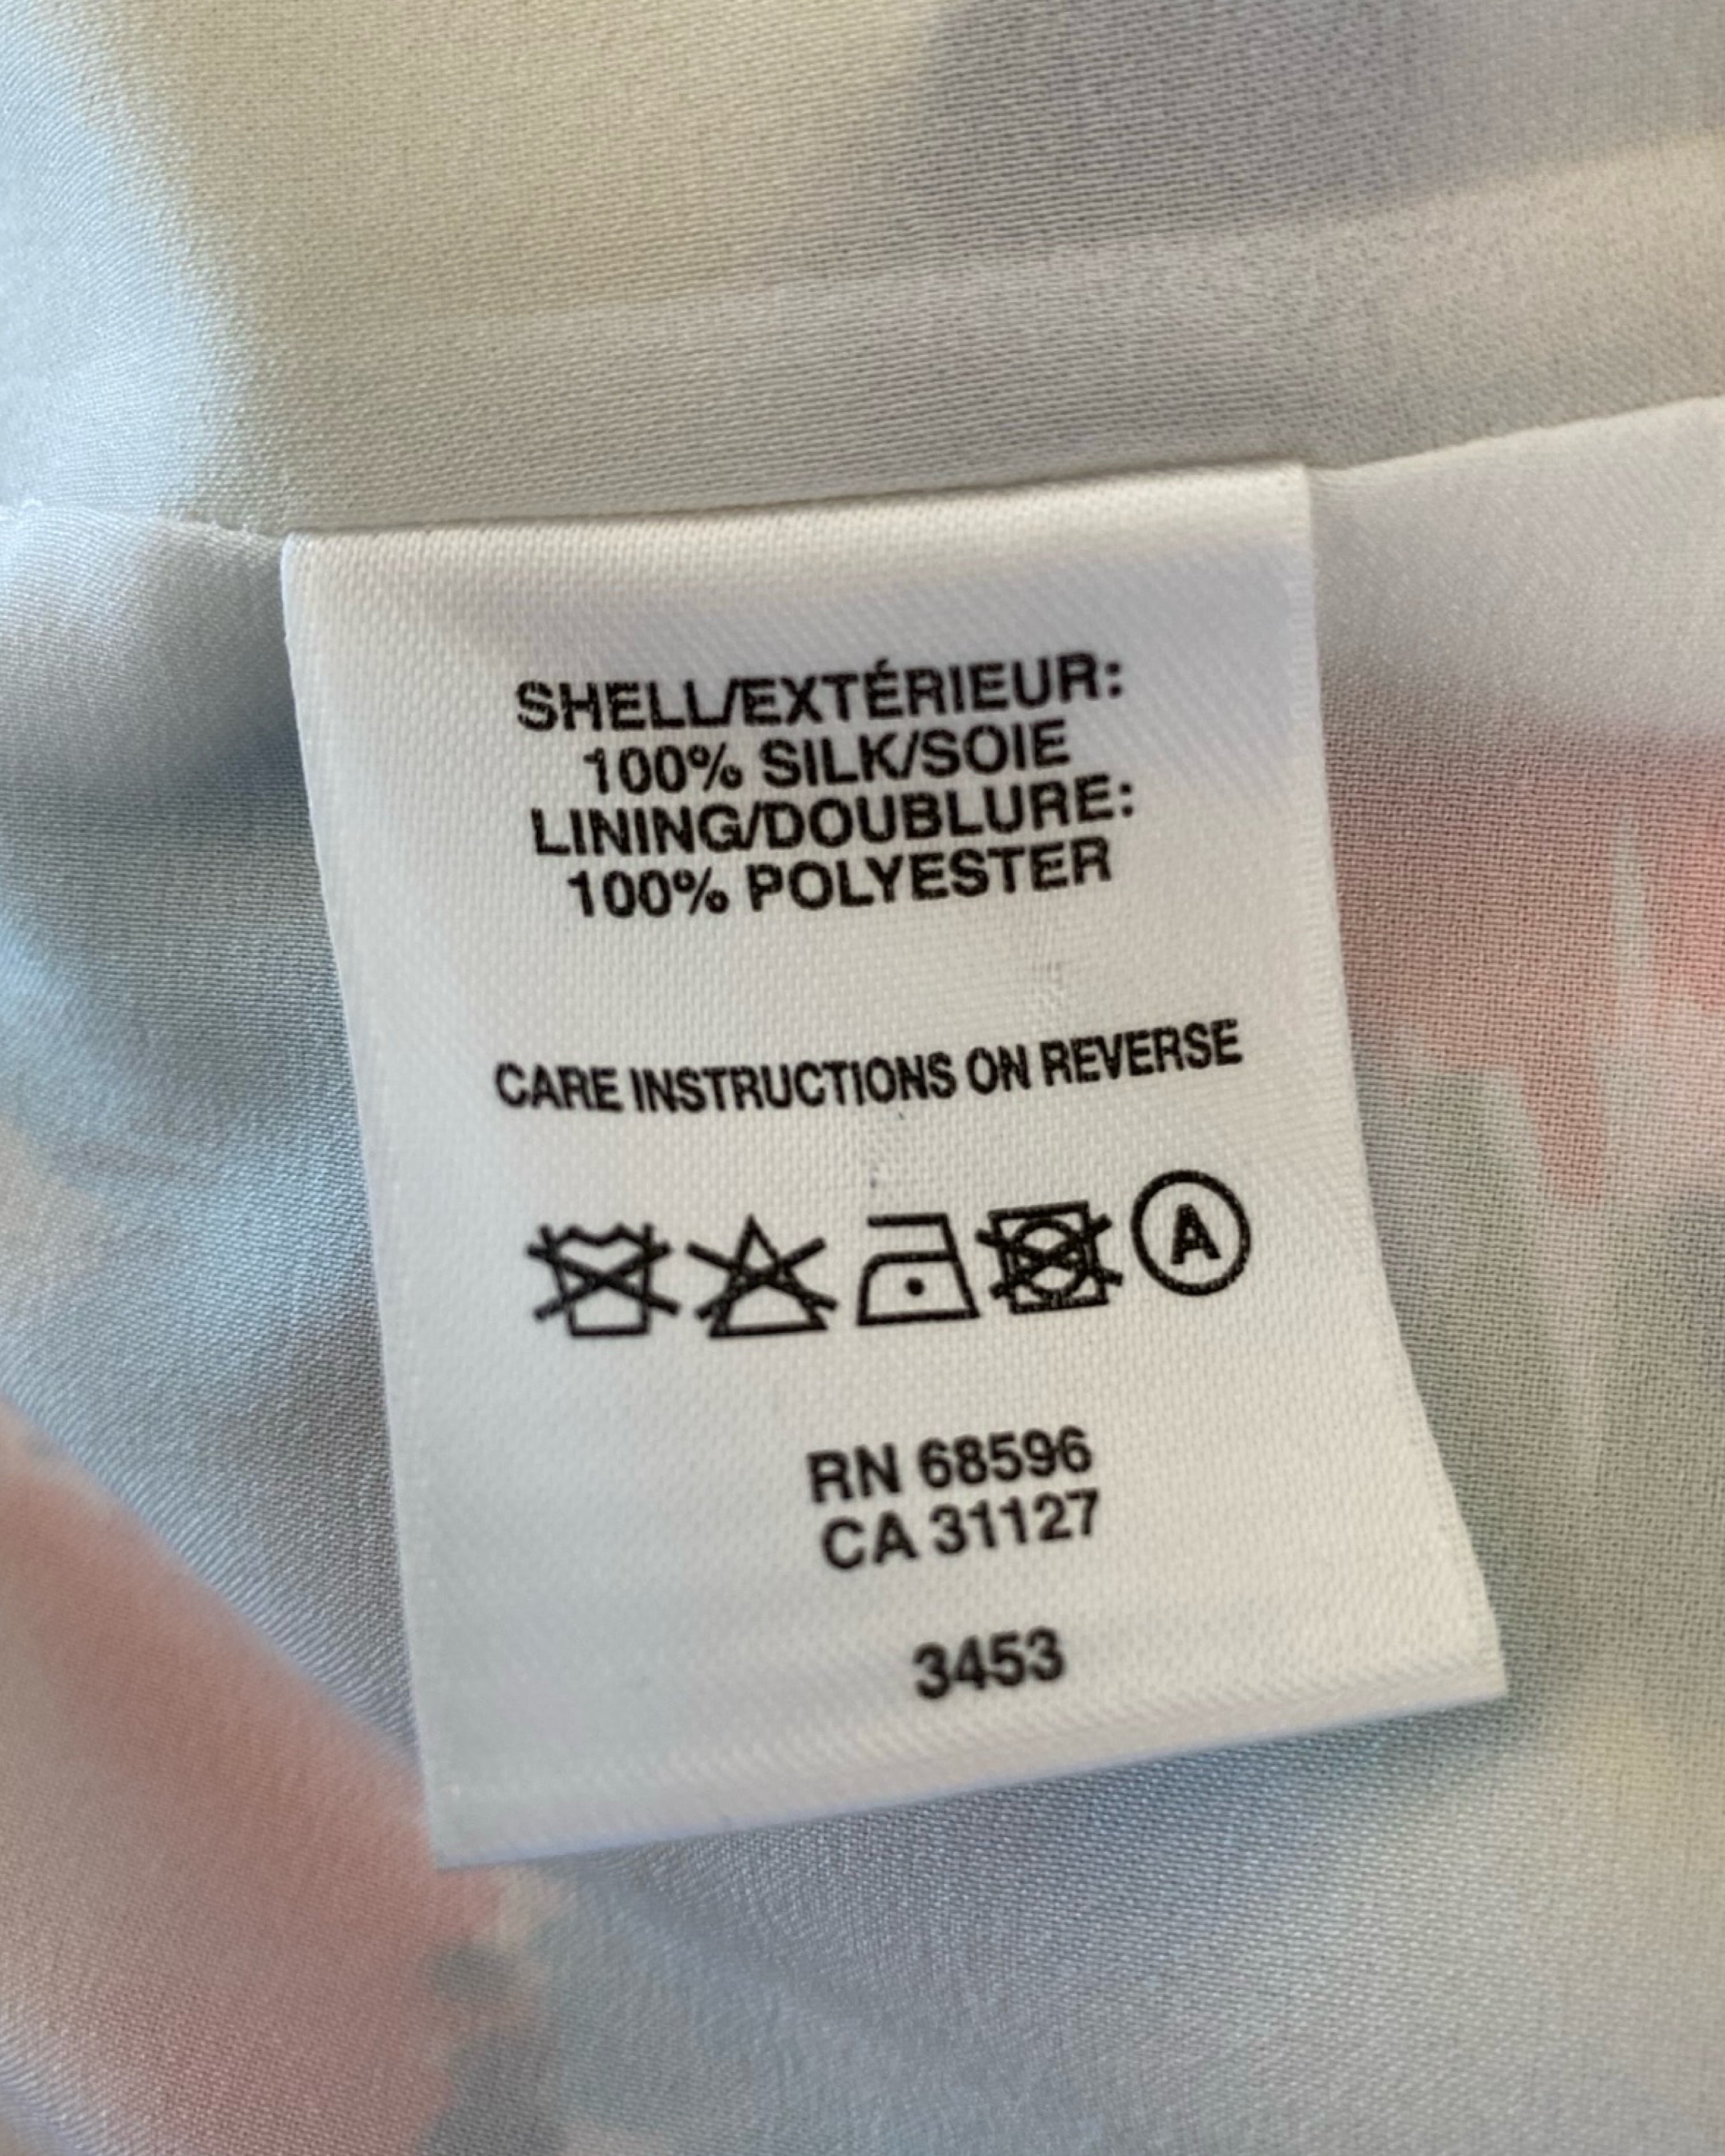 SHELL/EXTÉRIEUR:
100% SILK/SOIE
LINING/DOUBLURE:
100% POLYESTER
CARE INSTRUCTIONS ON REVERSE
A
RN 68596
CA 31127
3453